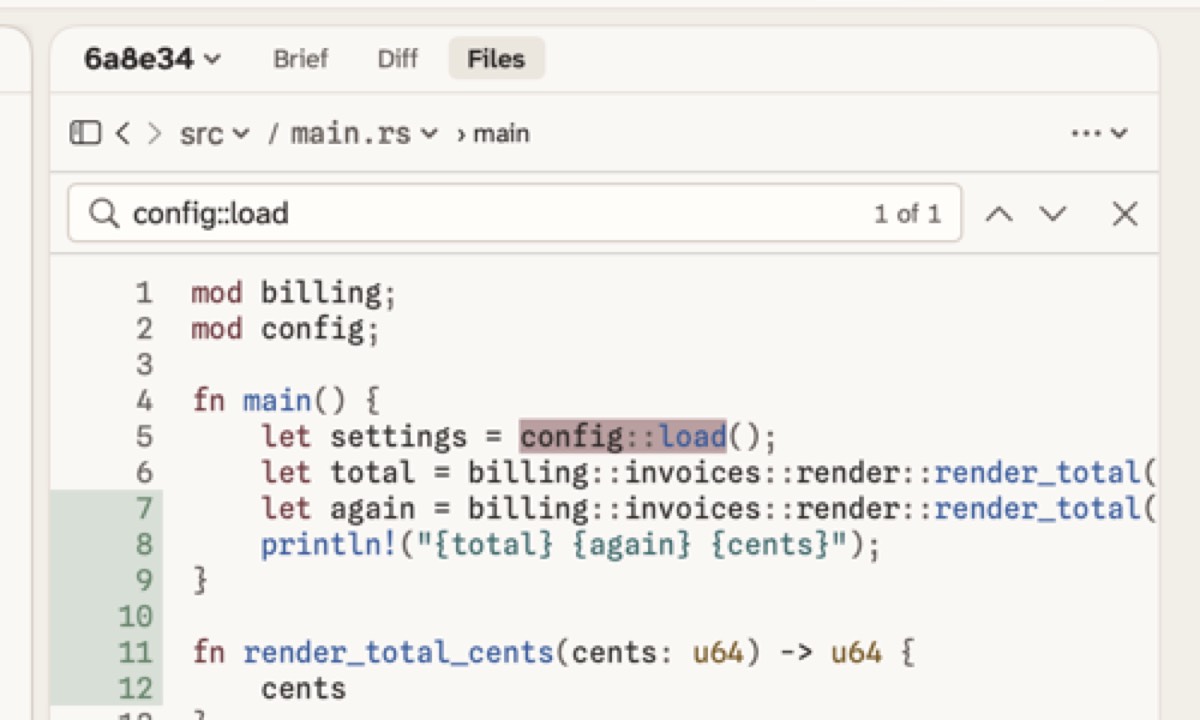 6a8e34 Brief Diff Files
src / main.rs › main ...
config::load 1 of 1
1 mod billing;
2 mod config;
3
4 fn main() {
5     let settings = config::load();
6     let total = billing::invoices::render::render_total(
7     let again = billing::invoices::render::render_total(
8     println!("{total} {again} {cents}");
9 }
10
11 fn render_total_cents(cents: u64) -> u64 {
12     cents